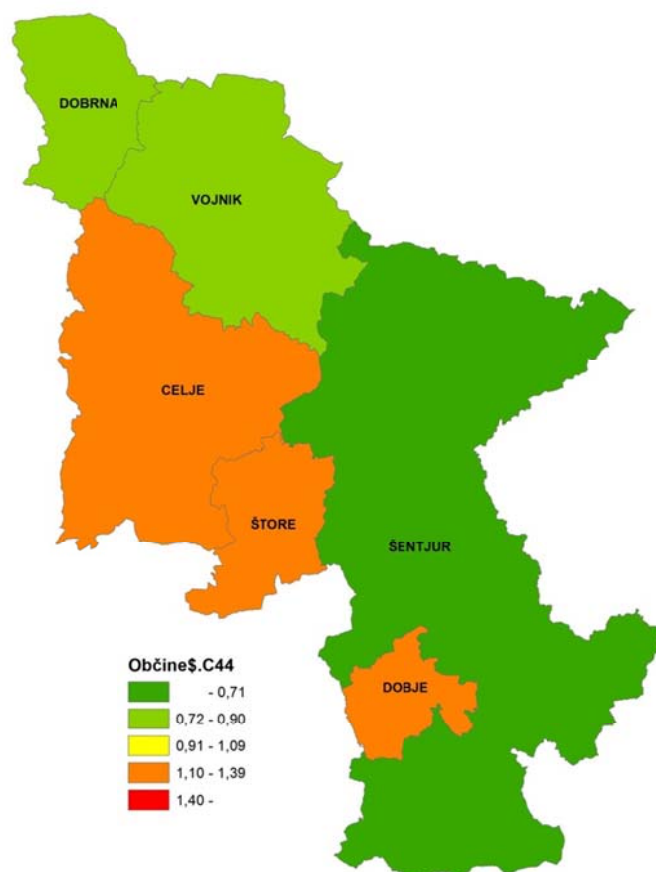 DOBRNA
VOJNIK
CELJE
ŠTORE
ŠENTJUR
DOBJE
Občine$.C44
- 0,71
0,72 - 0,90
0,91 - 1,09
1,10 - 1,39
1,40 -